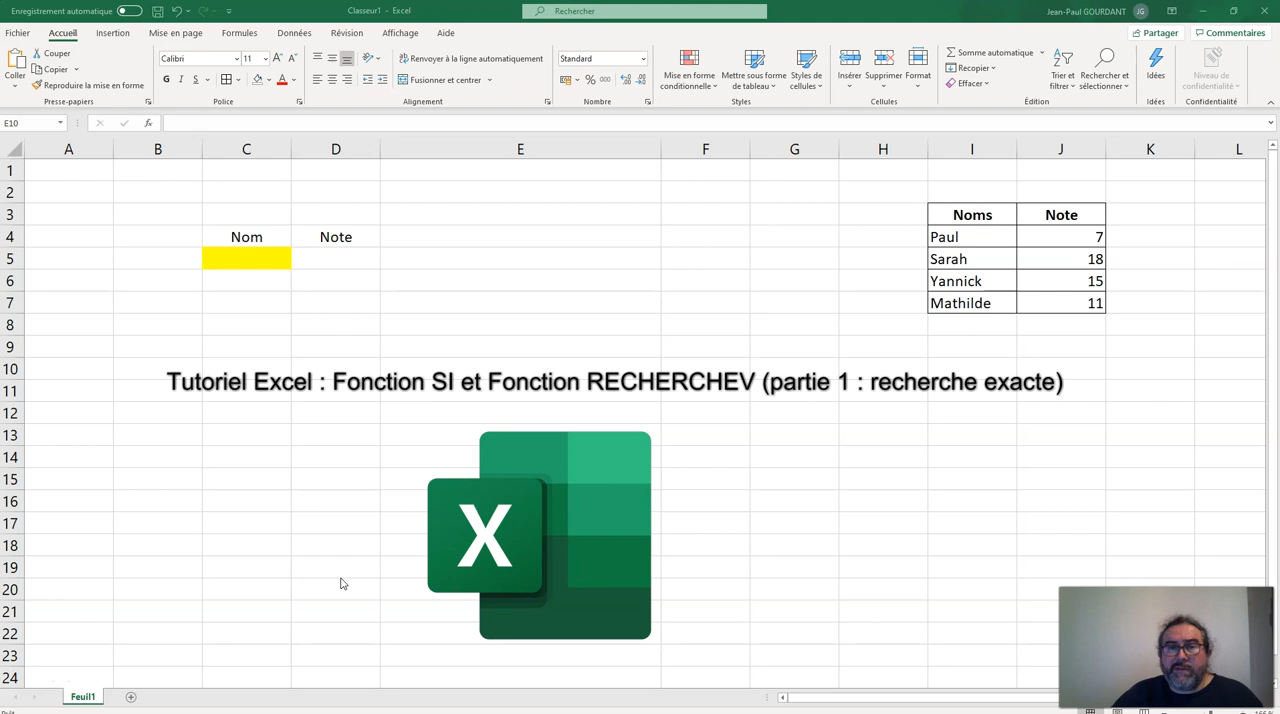 Enregistrement automatique
Classeur1 - Excel
Rechercher
Jean-Paul GOURDANT
JG
Fichier Accueil Insertion Mise en page Formules Données Révision Affichage Aide
Partager
Commentaires
Coller
Couper
Copier
Reproduire la mise en forme
Presse-papiers
Calibri
11
G I S
Police
Renvoyer à la ligne automatiquement
Fusionner et centrer
Alignement
Standard
% 000
Nombre
Mise en forme
conditionnelle
Mettre sous forme
de tableau
Styles de
cellules
Styles
Insérer
Supprimer
Format
Cellules
Somme automatique
Recopier
Effacer
Trier et
filtrer
Rechercher et
sélectionner
Édition
Idées
Idées
Niveau de
confidentialité
Confidentialité
E10
fx
A B C D E F G H I J K L
1
2
3 Noms Note
4 Nom Note Paul 7
5 Sarah 18
6 Yannick 15
7 Mathilde 11
8
9
10
Tutoriel Excel : Fonction SI et Fonction RECHERCHEV (partie 1 : recherche exacte)
11
12
13
14
15
16
X
17
18
19
20
21
22
23
24
Feuil1